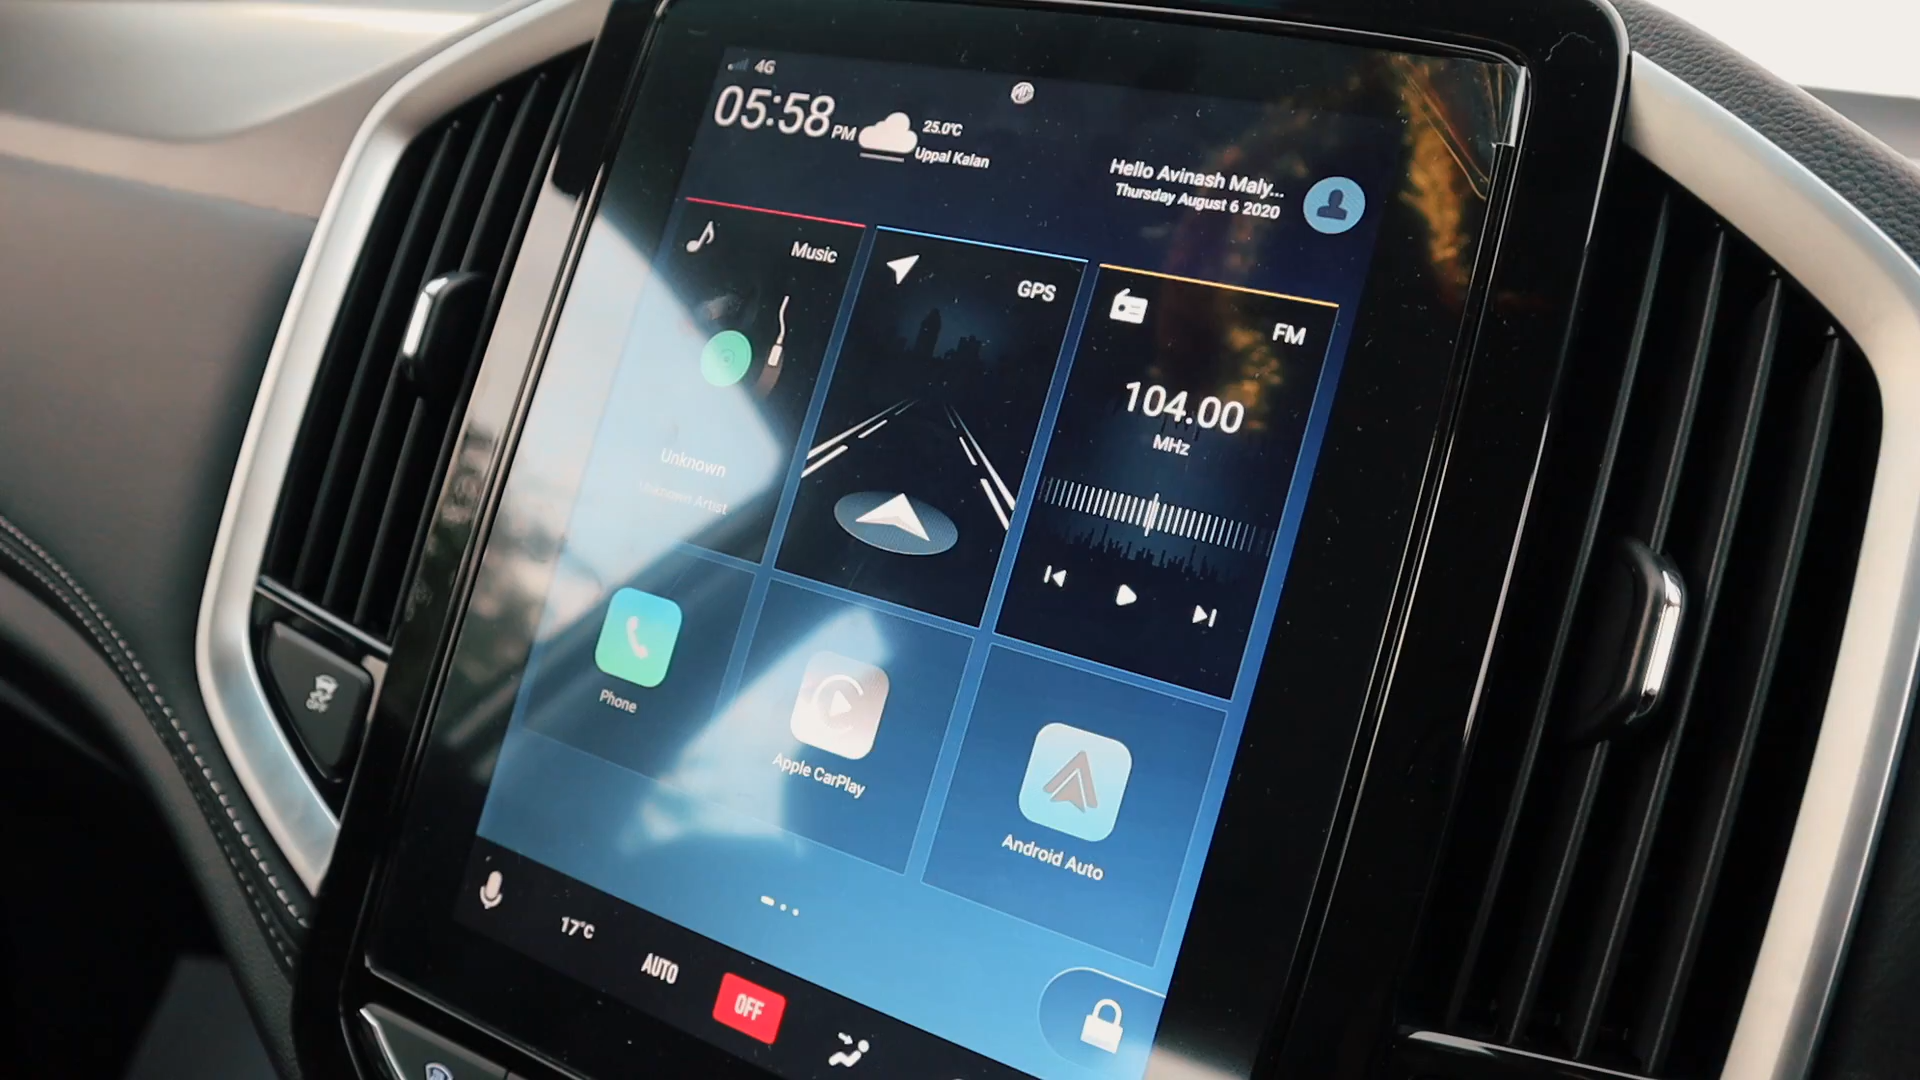 4G
05:58 PM
25.0°C
Uppal Kalan
Hello Avinash Maly...
Thursday August 6 2020
Music
Unknown
Unknown Artist
GPS
FM
104.00
MHz
Phone
Apple CarPlay
Android Auto
17°C
AUTO
OFF
OFF